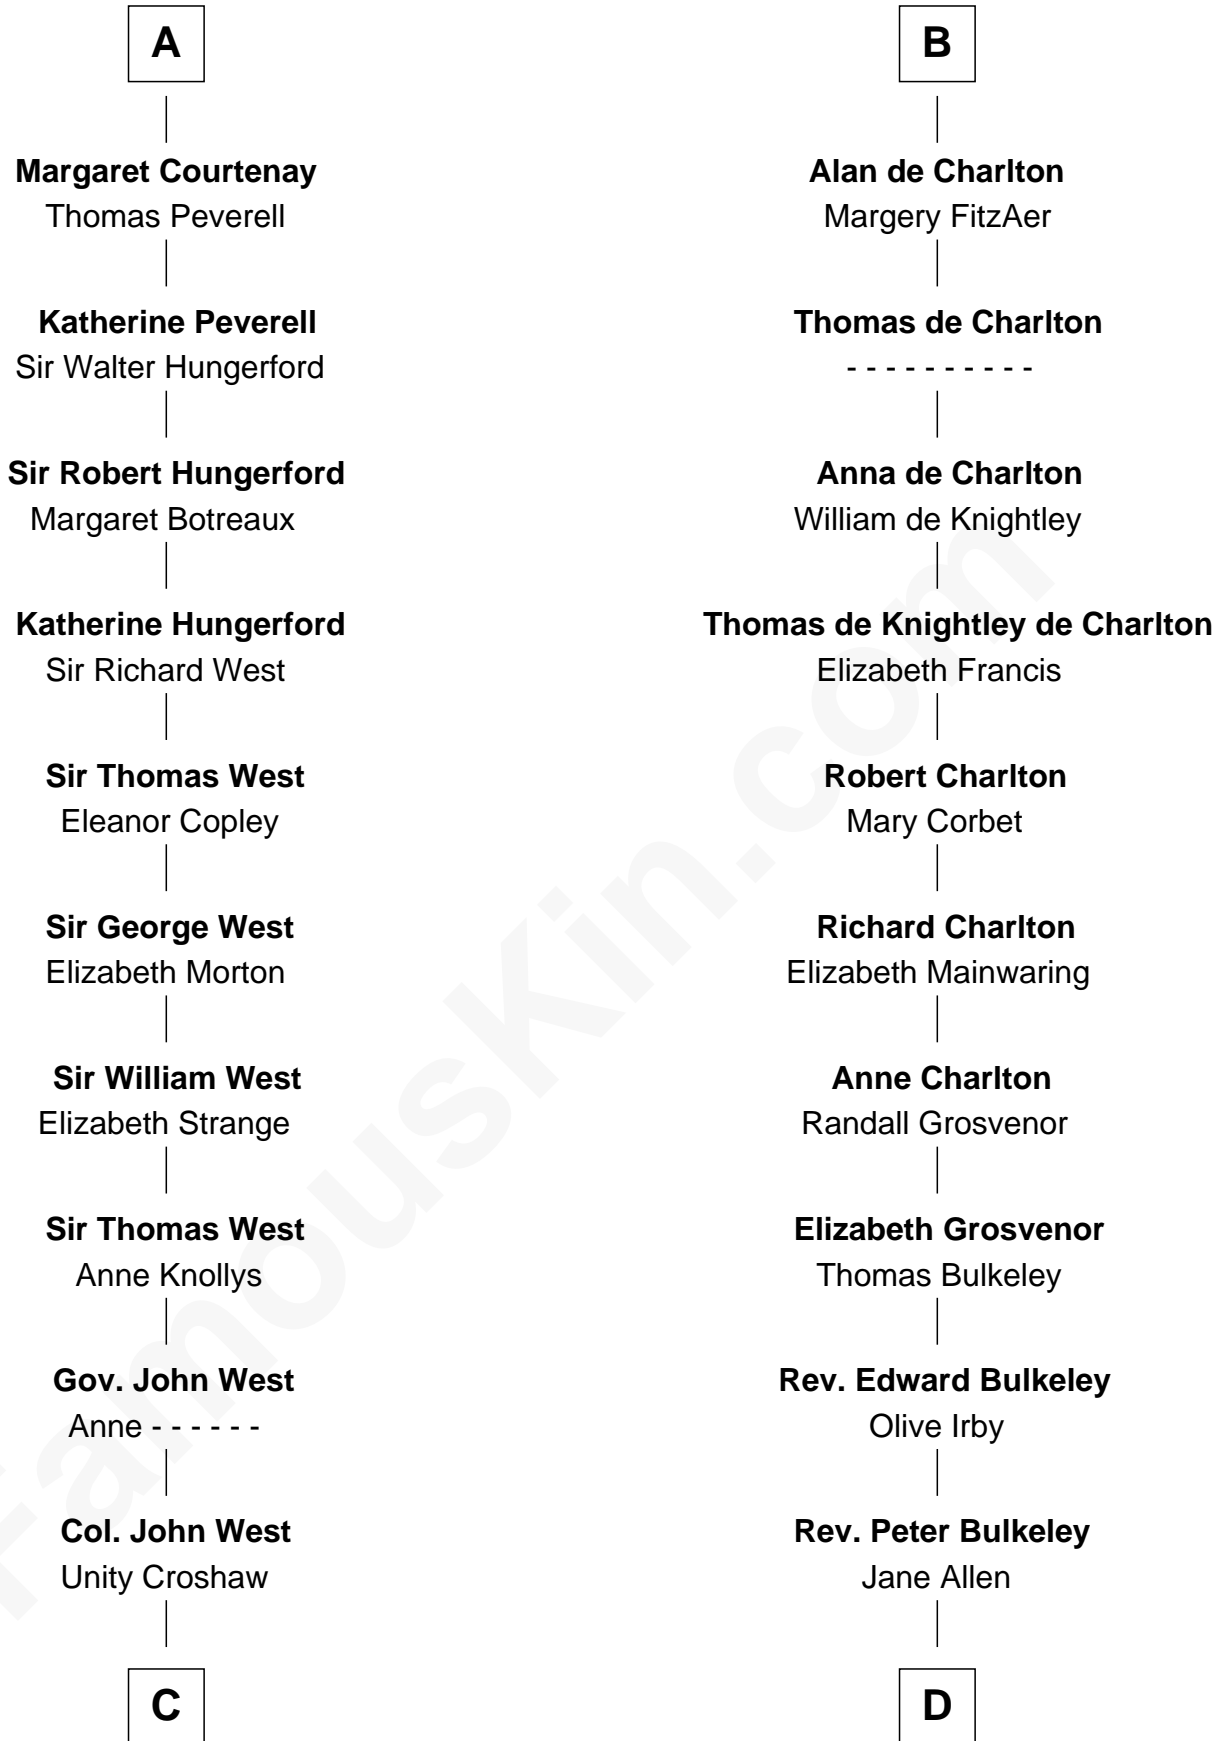 A
Margaret Courtenay
Thomas Peverell
Katherine Peverell
Sir Walter Hungerford
Sir Robert Hungerford
Margaret Botreaux
Katherine Hungerford
Sir Richard West
Sir Thomas West
Eleanor Copley
Sir George West
Elizabeth Morton
Sir William West
Elizabeth Strange
Sir Thomas West
Anne Knollys
Gov. John West
Anne - - - - - -
Col. John West
Unity Croshaw
C
B
Alan de Charlton
Margery FitzAer
Thomas de Charlton
- - - - - - - - - -
Anna de Charlton
William de Knightley
Thomas de Knightley de Charlton
Elizabeth Francis
Robert Charlton
Mary Corbet
Richard Charlton
Elizabeth Mainwaring
Anne Charlton
Randall Grosvenor
Elizabeth Grosvenor
Thomas Bulkeley
Rev. Edward Bulkeley
Olive Irby
Rev. Peter Bulkeley
Jane Allen
D
FamousKin.com